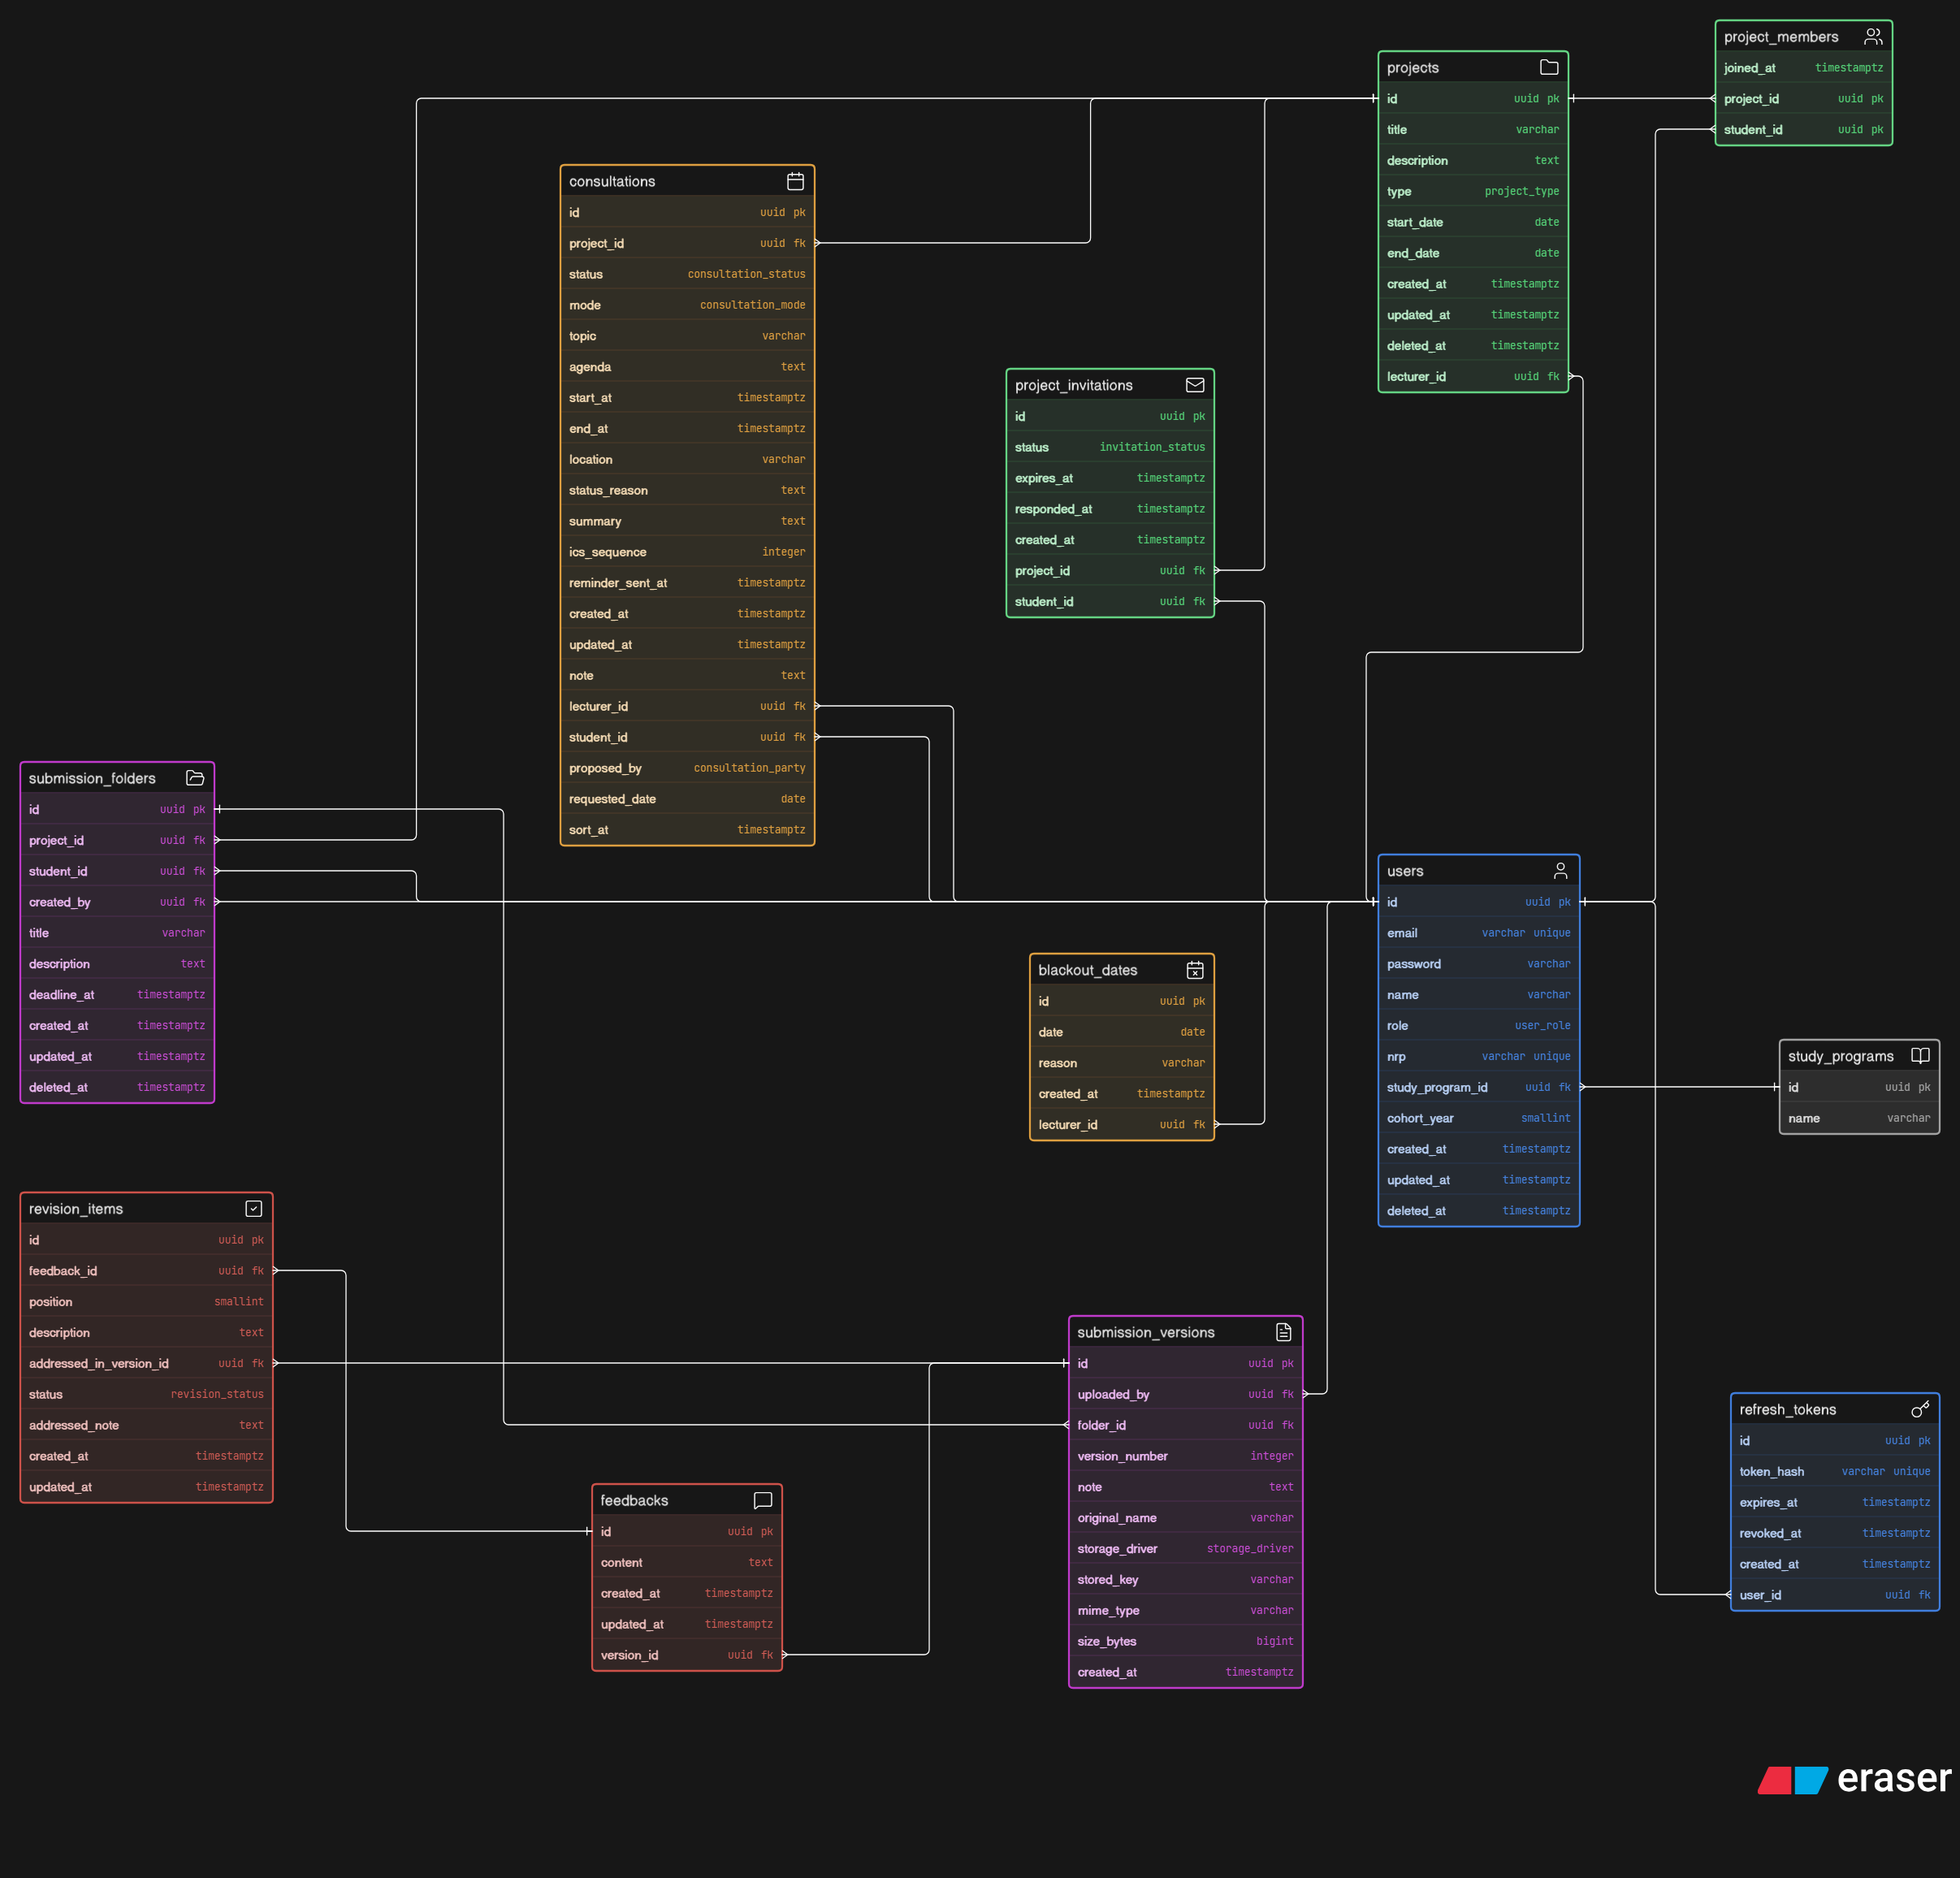 project_members
joined_at timestamptz
project_id uuid pk
student_id uuid pk
projects
id uuid pk
title varchar
description text
type project_type
start_date date
end_date date
created_at timestamptz
updated_at timestamptz
deleted_at timestamptz
lecturer_id uuid fk
consultations
id uuid pk
project_id uuid fk
status consultation_status
mode consultation_mode
topic varchar
agenda text
start_at timestamptz
end_at timestamptz
location varchar
status_reason text
summary text
ics_sequence integer
reminder_sent_at timestamptz
created_at timestamptz
updated_at timestamptz
note text
lecturer_id uuid fk
student_id uuid fk
proposed_by consultation_party
requested_date date
sort_at timestamptz
project_invitations
id uuid pk
status invitation_status
expires_at timestamptz
responded_at timestamptz
created_at timestamptz
project_id uuid fk
student_id uuid fk
submission_folders
id uuid pk
project_id uuid fk
student_id uuid fk
created_by uuid fk
title varchar
description text
deadline_at timestamptz
created_at timestamptz
updated_at timestamptz
deleted_at timestamptz
users
id uuid pk
email varchar unique
password varchar
name varchar
role user_role
nrp varchar unique
study_program_id uuid fk
cohort_year smallint
created_at timestamptz
updated_at timestamptz
deleted_at timestamptz
blackout_dates
id uuid pk
date date
reason varchar
created_at timestamptz
lecturer_id uuid fk
study_programs
id uuid pk
name varchar
revision_items
id uuid pk
feedback_id uuid fk
position smallint
description text
addressed_in_version_id uuid fk
status revision_status
addressed_note text
created_at timestamptz
updated_at timestamptz
submission_versions
id uuid pk
uploaded_by uuid fk
folder_id uuid fk
version_number integer
note text
original_name varchar
storage_driver storage_driver
stored_key varchar
mime_type varchar
size_bytes bigint
created_at timestamptz
refresh_tokens
id uuid pk
token_hash varchar unique
expires_at timestamptz
revoked_at timestamptz
created_at timestamptz
user_id uuid fk
feedbacks
id uuid pk
content text
created_at timestamptz
updated_at timestamptz
version_id uuid fk
eraser